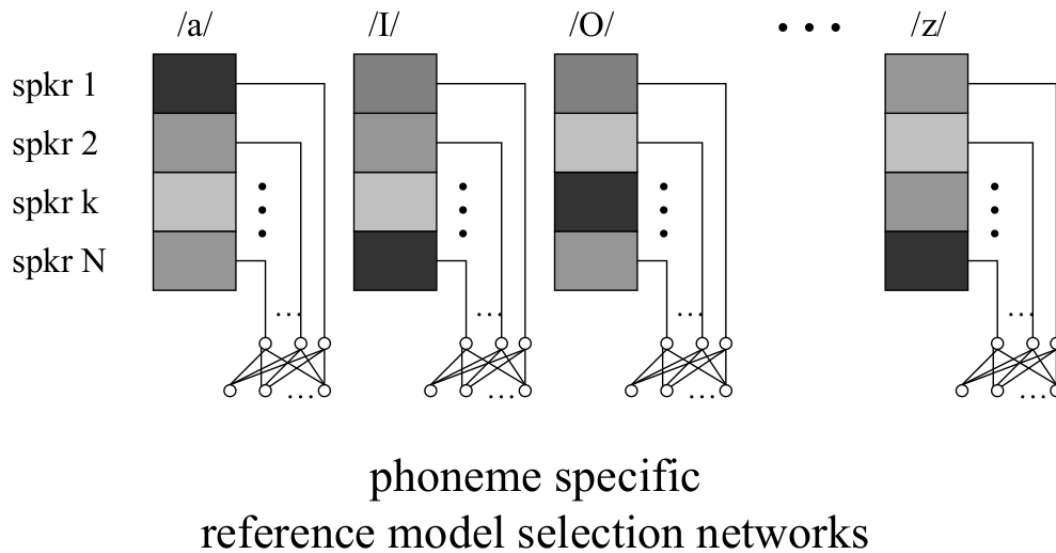 /a/ /I/ /O/ • • • /z/
spkr 1
spkr 2
spkr k
spkr N
phoneme specific
reference model selection networks